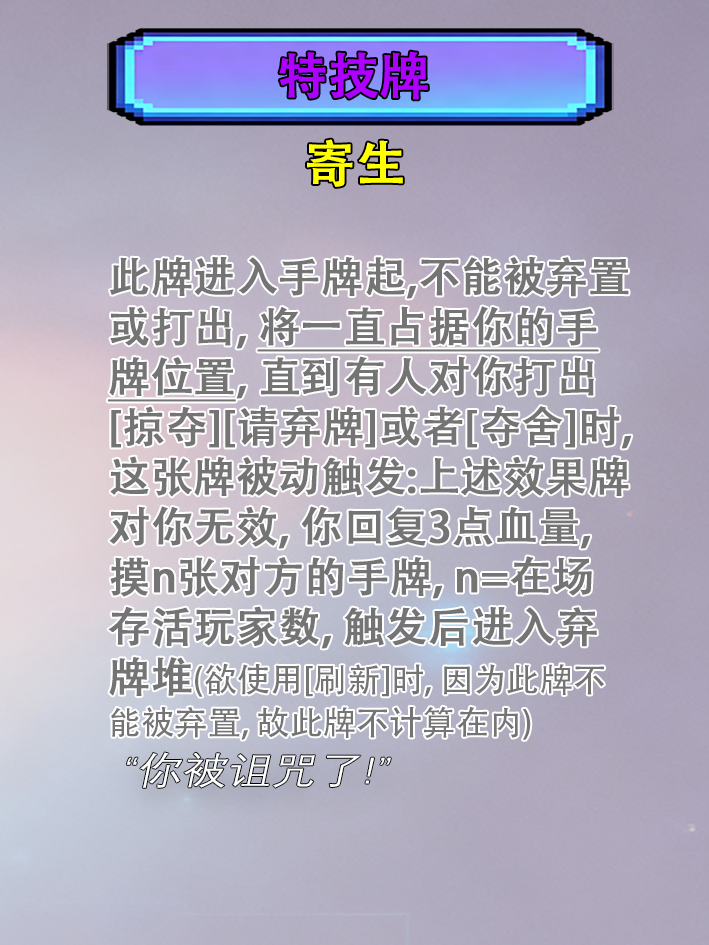 特技牌
寄生
此牌进入手牌起,不能被弃置
或打出, 将一直占据你的手
牌位置, 直到有人对你打出
[掠夺][请弃牌]或者[夺舍]时,
这张牌被动触发:上述效果牌
对你无效, 你回复3点血量,
摸n张对方的手牌, n=在场
存活玩家数, 触发后进入弃
牌堆(欲使用[刷新]时, 因为此牌不
能被弃置, 故此牌不计算在内)
“你被诅咒了!”